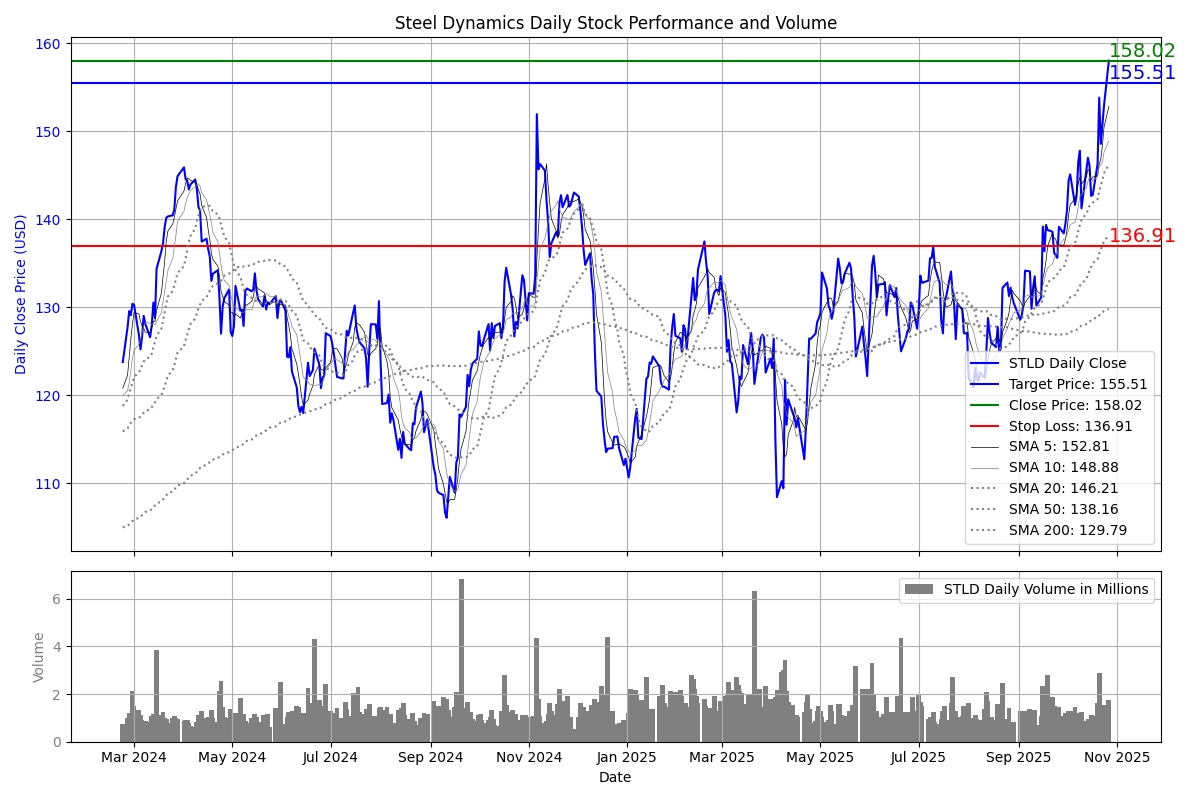 Steel Dynamics Daily Stock Performance and Volume
Daily Close Price (USD)
160
150
140
130
120
110
158.02
155.51
136.91
STLD Daily Close
Target Price: 155.51
Close Price: 158.02
Stop Loss: 136.91
SMA 5: 152.81
SMA 10: 148.88
SMA 20: 146.21
SMA 50: 138.16
SMA 200: 129.79
Volume
6
4
2
0
STLD Daily Volume in Millions
Mar 2024 May 2024 Jul 2024 Sep 2024 Nov 2024 Jan 2025 Mar 2025 May 2025 Jul 2025 Sep 2025 Nov 2025
Date